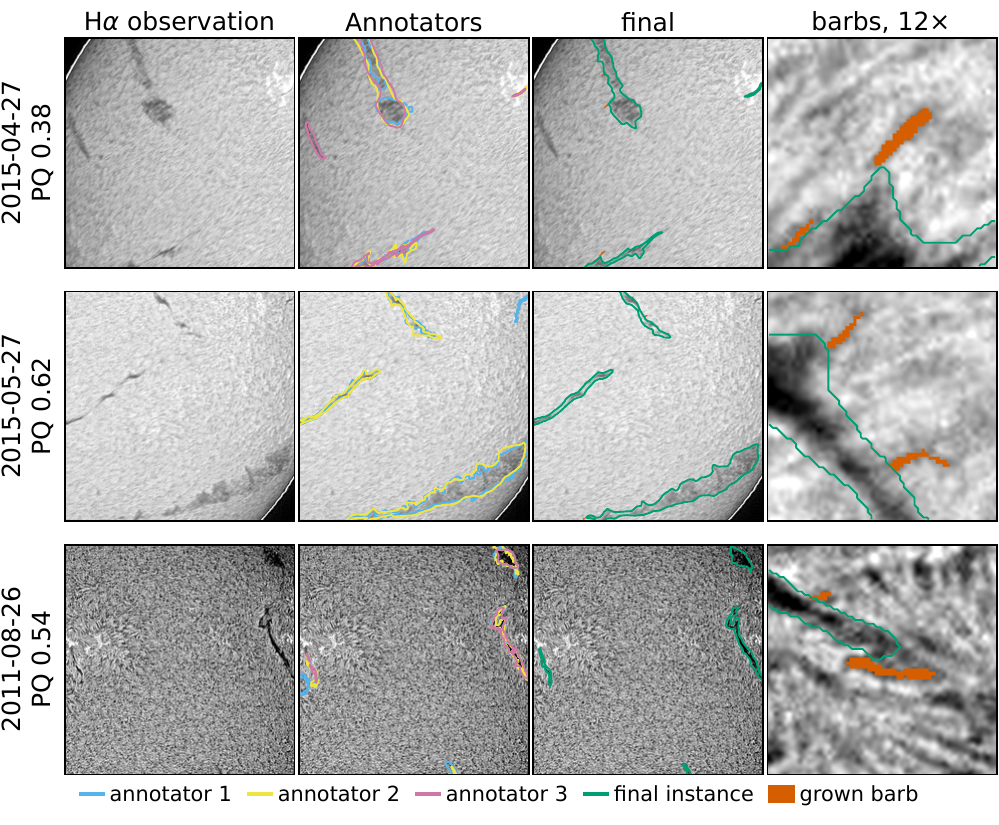 Hα observation
Annotators
final
barbs, 12×
2015-04-27
PQ 0.38
2015-05-27
PQ 0.62
2011-08-26
PQ 0.54
annotator 1
annotator 2
annotator 3
final instance
grown barb